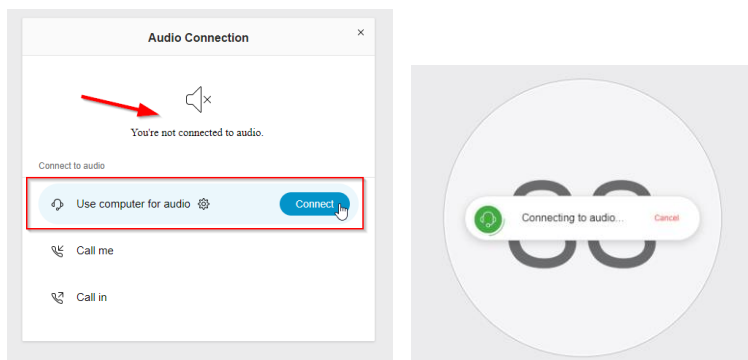 Audio Connection
You're not connected to audio.
Connect to audio
Use computer for audio
Connect
Call me
Call in
Connecting to audio...
Cancel